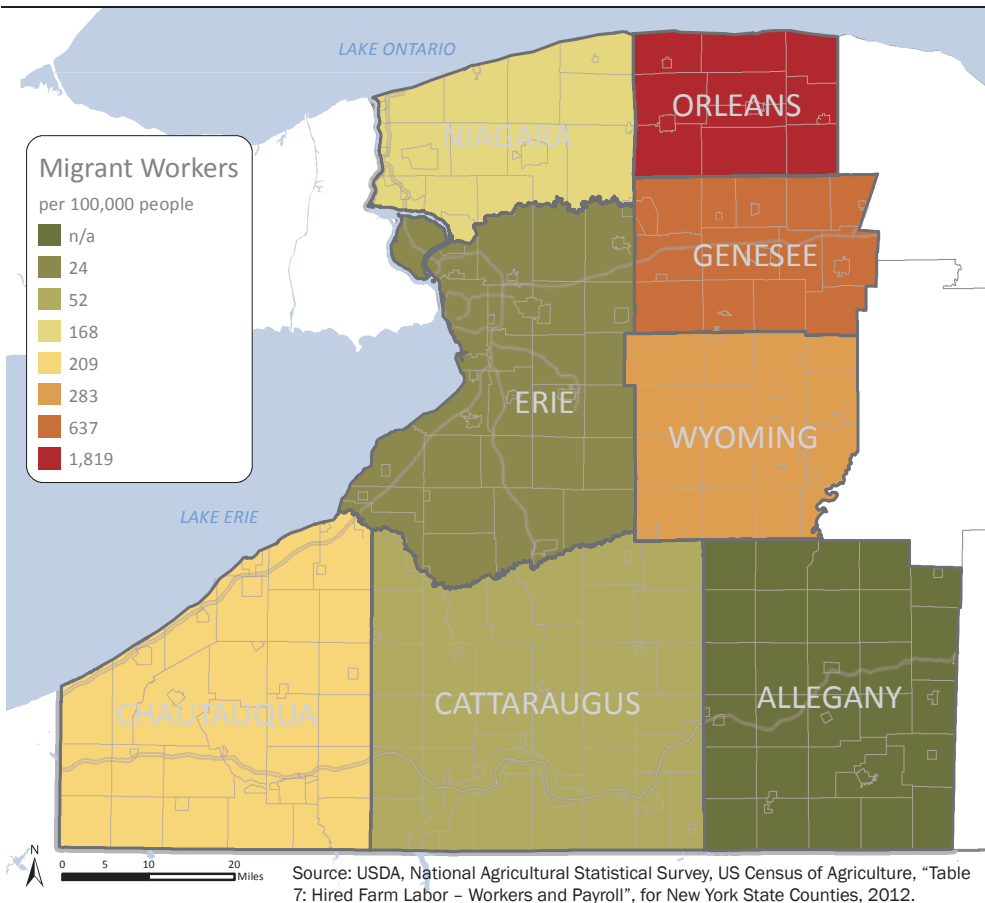 LAKE ONTARIO
ORLEANS
NIAGARA
Migrant Workers
per 100,000 people
n/a
24
52
168
209
283
637
1,819
GENESEE
ERIE
WYOMING
LAKE ERIE
CHAUTAUQUA
CATTARAUGUS
ALLEGANY
N
0 5 10 20
Miles
Source: USDA, National Agricultural Statistical Survey, US Census of Agriculture, “Table
7: Hired Farm Labor – Workers and Payroll”, for New York State Counties, 2012.